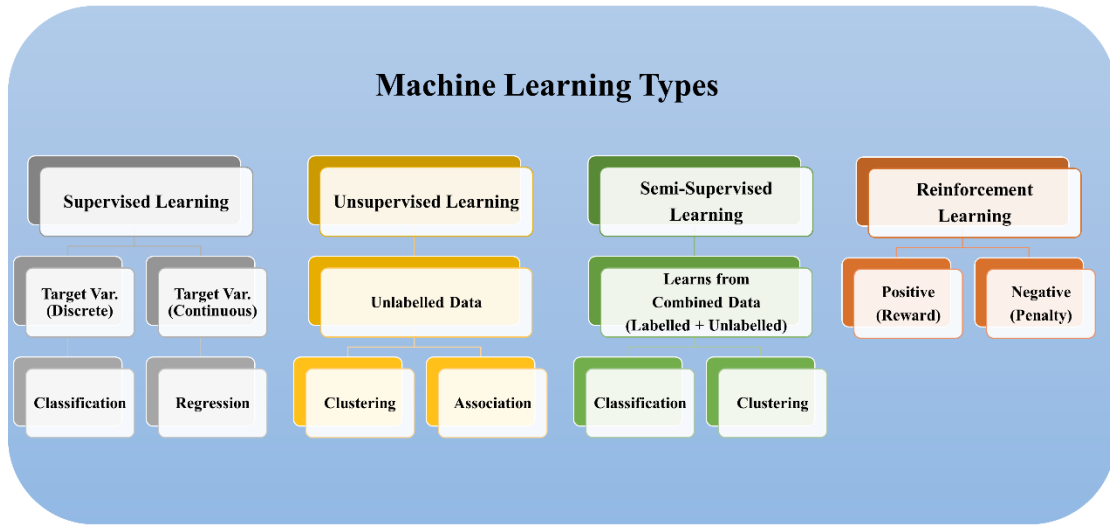 Machine Learning Types
Supervised Learning
Unsupervised Learning
Semi-Supervised
Learning
Reinforcement
Learning
Target Var.
(Discrete)
Target Var.
(Continuous)
Unlabelled Data
Learns from
Combined Data
(Labelled + Unlabelled)
Positive
(Reward)
Negative
(Penalty)
Classification
Regression
Clustering
Association
Classification
Clustering